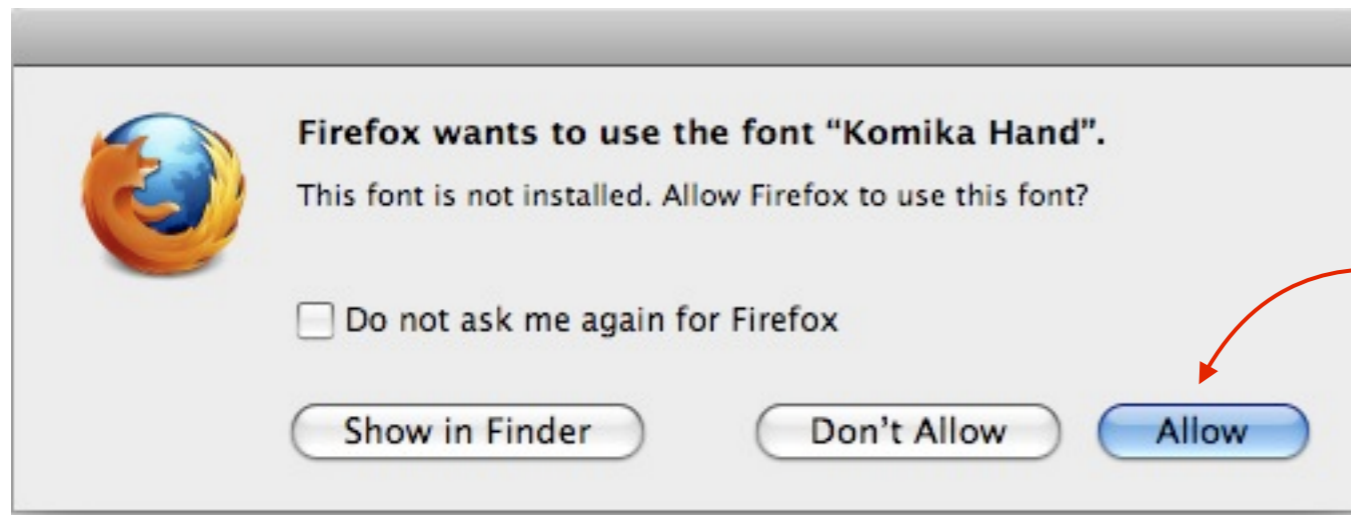 Firefox wants to use the font “Komika Hand”.
This font is not installed. Allow Firefox to use this font?
Do not ask me again for Firefox
Show in Finder Don’t Allow Allow